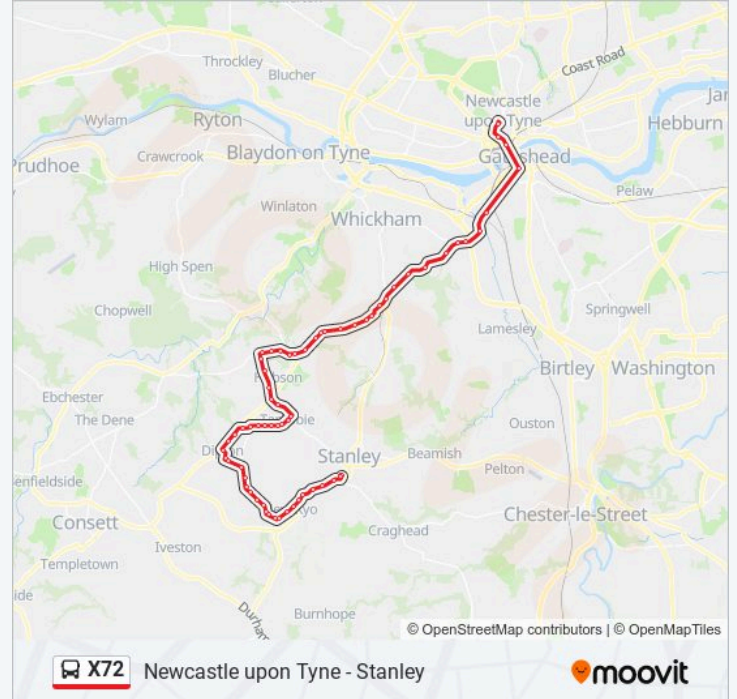 Throckley
Blucher
Coast Road
Newcastle
upon Tyne
Wylam
Ryton
Hebburn
Prudhoe
Crawcrook
Blaydon on Tyne
Gateshead
Pelaw
Winlaton
Whickham
High Spen
Chopwell
Springwell
Lamesley
Birtley
Washington
Ebchester
The Dene
Ouston
Stanley
Beamish
Pelton
Consett
Chester-le-Street
Craghead
Iveston
Templetown
Burnhope
© OpenStreetMap contributors | © OpenMapTiles
X72 Newcastle upon Tyne - Stanley
moovit